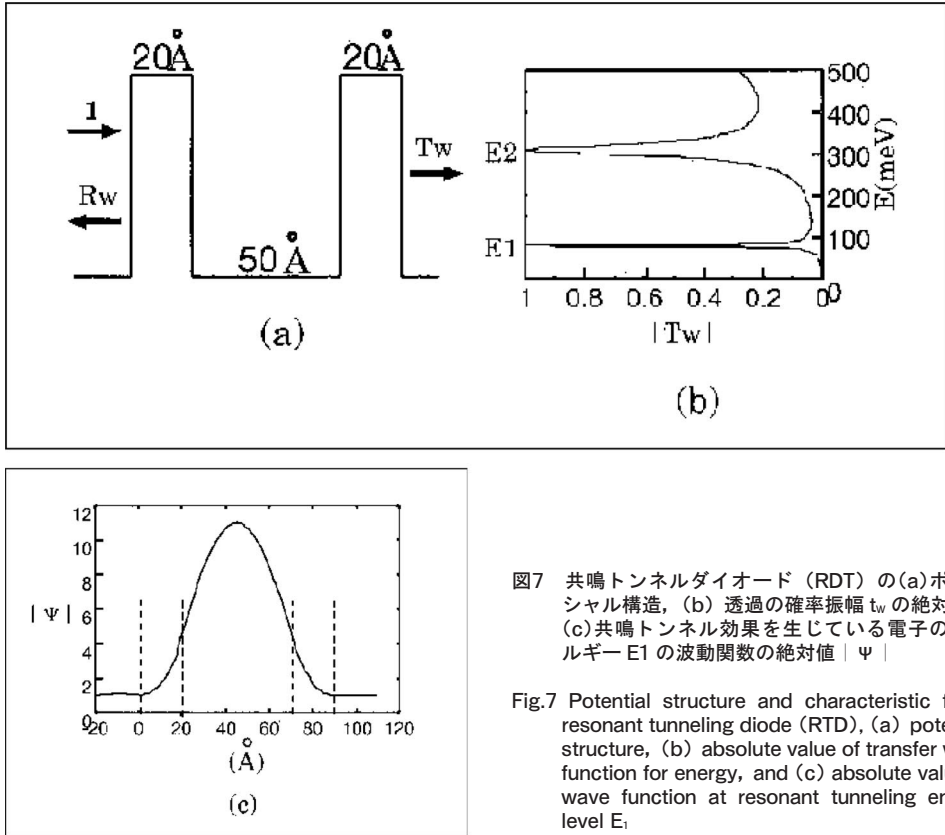 20Å
20Å
1
Rw
Tw
50 Å
(a)
500
400
300
200
100
0
E(meV)
E2
E1
1 0.8 0.6 0.4 0.2 0
|Tw|
(b)
12
10
8
6
4
2
0
|Ψ|
-20 0 20 40 60 80 100 120
(Å)
(c)
図7 共鳴トンネルダイオード（RDT）の(a)ポ
シャル構造，(b) 透過の確率振幅 tw の絶対
(c)共鳴トンネル効果を生じている電子の
ルギー E1 の波動関数の絶対値｜Ψ｜
Fig.7 Potential structure and characteristic
resonant tunneling diode (RTD), (a) pote
structure, (b) absolute value of transfer
function for energy, and (c) absolute val
wave function at resonant tunneling en
level E₁